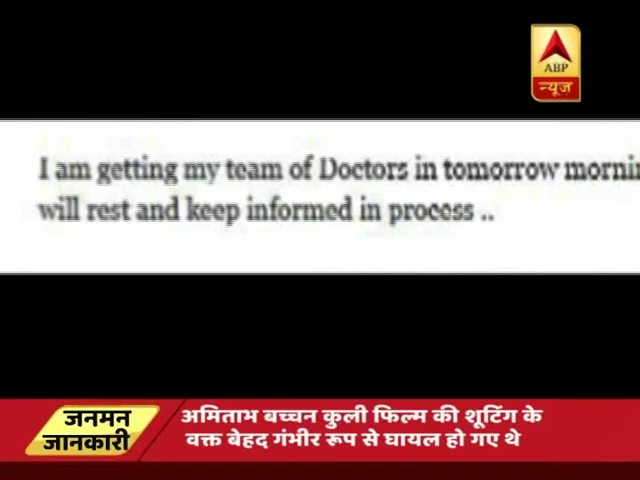 ABP
न्यूज़
I am getting my team of Doctors in tomorrow
will rest and keep informed in process ..
जनमन
जानकारी
अमिताभ बच्चन कुली फिल्म की शूटिंग के
वक्त बेहद गंभीर रूप से घायल हो गए थे